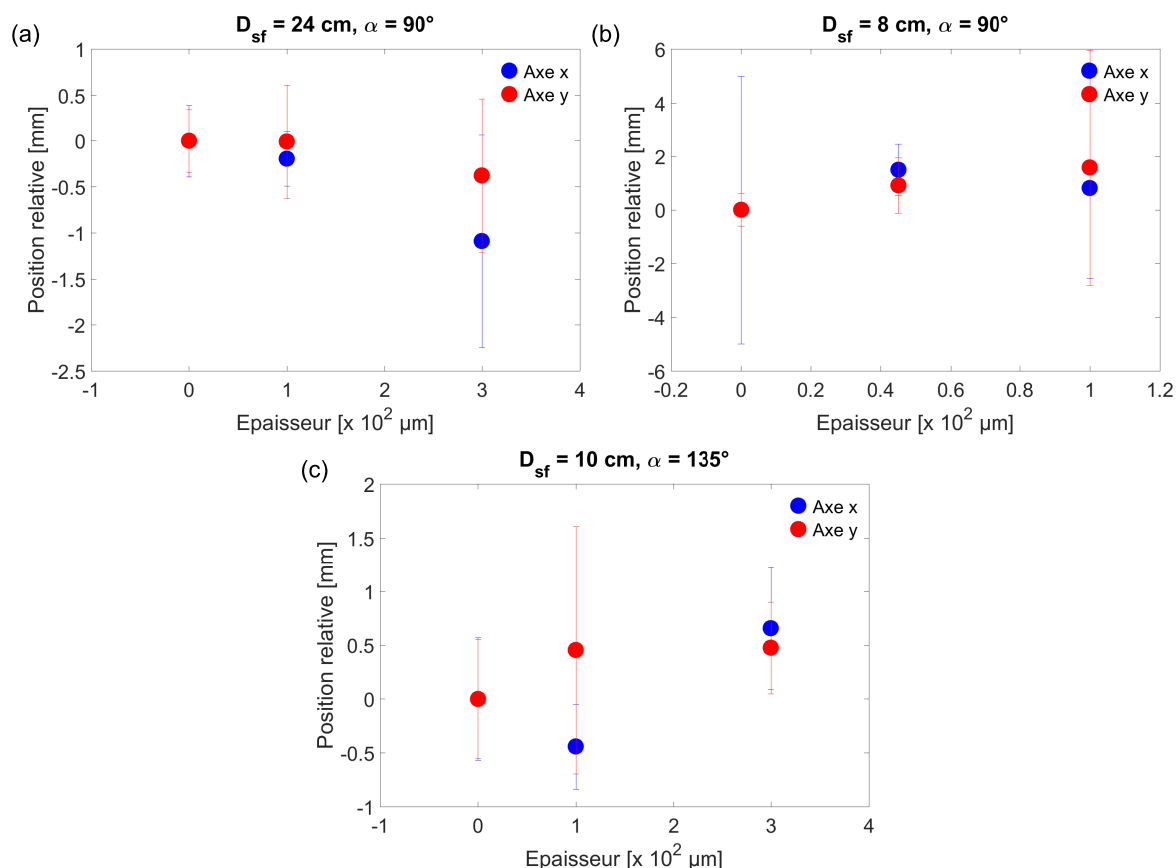 (a)
D_sf = 24 cm, α = 90°
1
0.5
0
-0.5
-1
-1.5
-2
-2.5
Position relative [mm]
Axe x
Axe y
-1 0 1 2 3 4
Epaisseur [x 10² µm]
(b)
D_sf = 8 cm, α = 90°
6
4
2
0
-2
-4
-6
Position relative [mm]
Axe x
Axe y
-0.2 0 0.2 0.4 0.6 0.8 1 1.2
Epaisseur [x 10² µm]
(c)
D_sf = 10 cm, α = 135°
2
1.5
1
0.5
0
-0.5
-1
Position relative [mm]
Axe x
Axe y
-1 0 1 2 3 4
Epaisseur [x 10² µm]